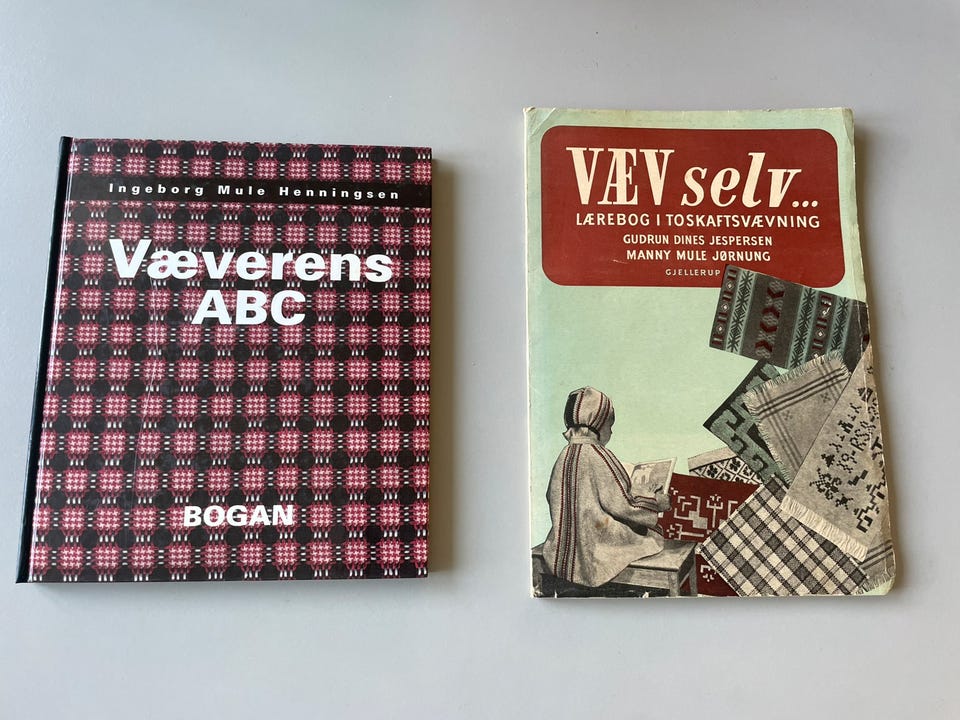 Ingeborg Mule Henningsen
Væverens
ABC
BOGAN
VÆV selv...
LÆREBOG I TOSKAFTSVÆVNING
GUDRUN DINES JESPERSEN
MANNY MULE JØRNUNG
GJELLERUP